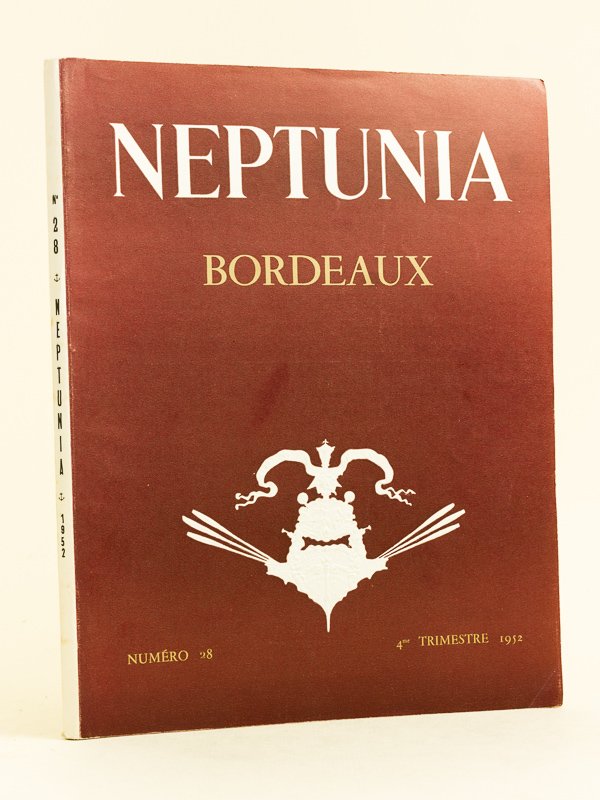 NEPTUNIA
BORDEAUX
NUMÉRO 28
4me TRIMESTRE 1952
N° 28 NEPTUNIA 1952